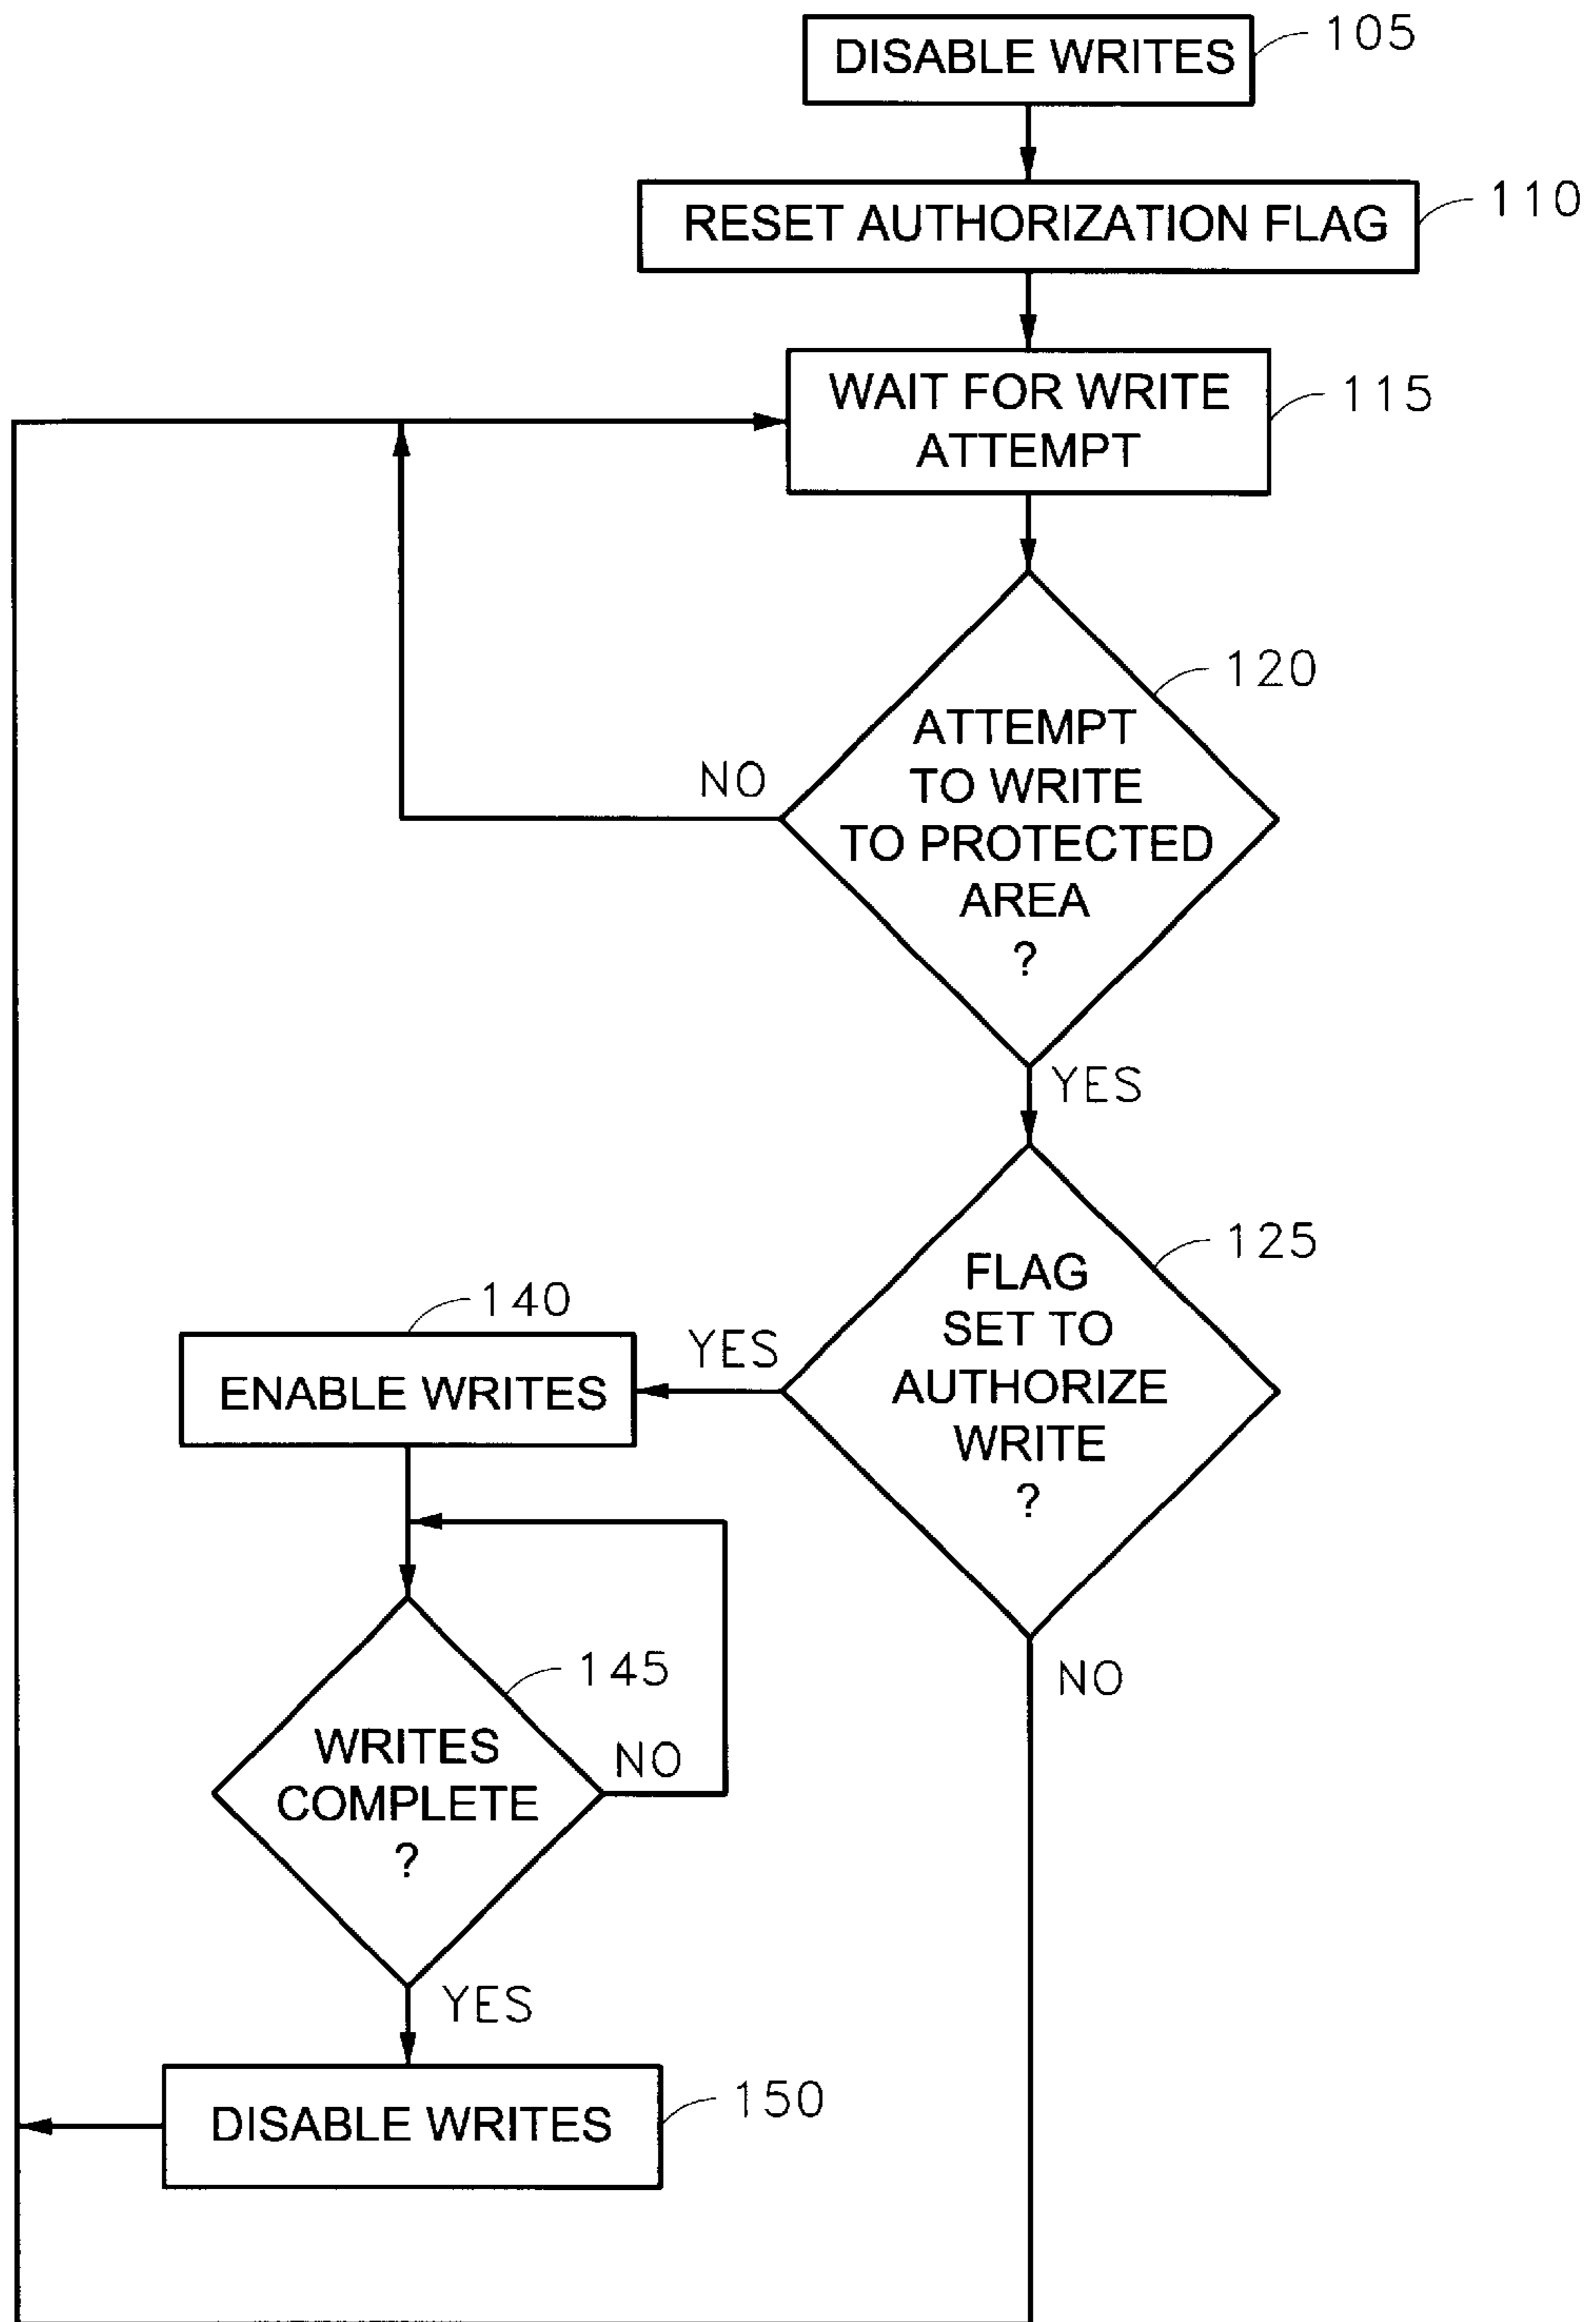 DISABLE WRITES
105
RESET AUTHORIZATION FLAG
110
WAIT FOR WRITE
ATTEMPT
115
120
ATTEMPT
TO WRITE
TO PROTECTED
AREA
?
NO
YES
125
FLAG
SET TO
AUTHORIZE
WRITE
?
YES
NO
140
ENABLE WRITES
145
WRITES
COMPLETE
?
NO
YES
DISABLE WRITES
150